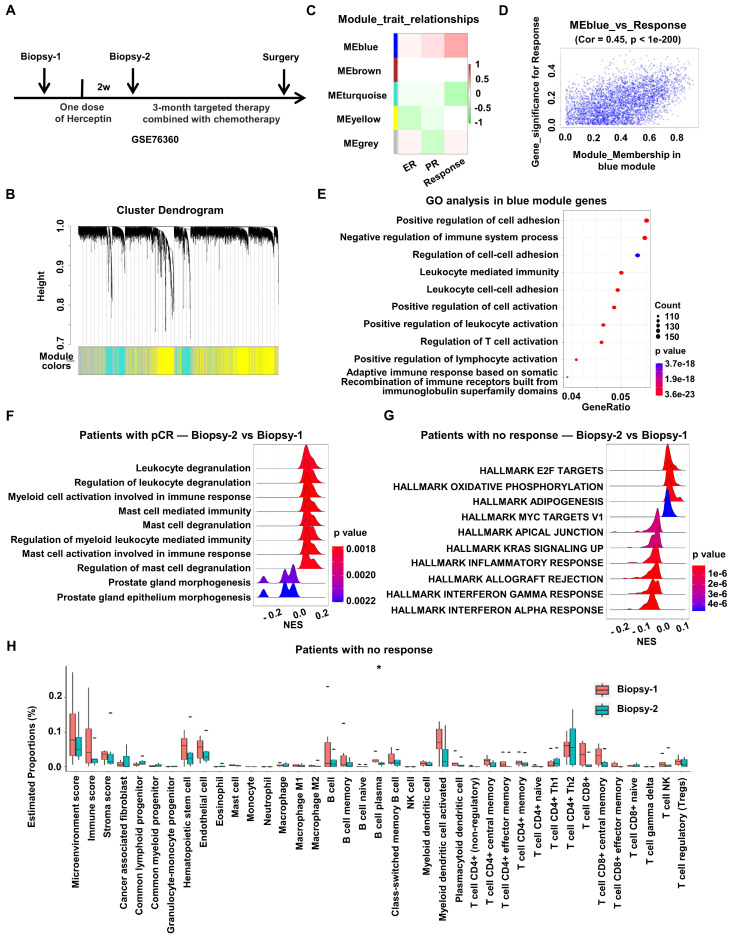 A
Biopsy-1
Biopsy-2
Surgery
2w
One dose
of Herceptin
3-month targeted therapy
combined with chemotherapy
GSE76360
B
Cluster Dendrogram
Height
1.0
0.9
0.8
0.7
Module
colors
C
Module_trait_relationships
MEblue
MEbrown
MEturquoise
MEyellow
MEgrey
ER
PR
Response
1
0.5
0
-0.5
-1
D
MEblue_vs_Response
(Cor = 0.45, p < 1e-200)
Gene_significance for Response
0.4
0.2
0.0
0.0
0.2
0.4
0.6
0.8
Module_Membership in
blue module
E
GO analysis in blue module genes
Positive regulation of cell adhesion
Negative regulation of immune system process
Regulation of cell-cell adhesion
Leukocyte mediated immunity
Leukocyte cell-cell adhesion
Positive regulation of cell activation
Positive regulation of leukocyte activation
Regulation of T cell activation
Positive regulation of lymphocyte activation
Adaptive immune response based on somatic
Recombination of immune receptors built from
immunoglobulin superfamily domains
0.04
0.05
GeneRatio
Count
110
130
150
p value
3.7e-18
1.9e-18
3.6e-23
F
Patients with pCR — Biopsy-2 vs Biopsy-1
Leukocyte degranulation
Regulation of leukocyte degranulation
Myeloid cell activation involved in immune response
Mast cell mediated immunity
Mast cell degranulation
Regulation of myeloid leukocyte mediated immunity
Mast cell activation involved in immune response
Regulation of mast cell degranulation
Prostate gland morphogenesis
Prostate gland epithelium morphogenesis
- 0.2
0.0
0.2
NES
p value
0.0018
0.0020
0.0022
G
Patients with no response — Biopsy-2 vs Biopsy-1
HALLMARK E2F TARGETS
HALLMARK OXIDATIVE PHOSPHORYLATION
HALLMARK ADIPOGENESIS
HALLMARK MYC TARGETS V1
HALLMARK APICAL JUNCTION
HALLMARK KRAS SIGNALING UP
HALLMARK INFLAMMATORY RESPONSE
HALLMARK ALLOGRAFT REJECTION
HALLMARK INTERFERON GAMMA RESPONSE
HALLMARK INTERFERON ALPHA RESPONSE
- 0.2
- 0.1
0.0
0.1
NES
p value
1e-6
2e-6
3e-6
4e-6
H
Patients with no response
*
Biopsy-1
Biopsy-2
Estimated Proportions (%)
0.2
0.1
0.0
Microenvironment score
Immune score
Stroma score
Cancer associated fibroblast
Common lymphoid progenitor
Common myeloid progenitor
Granulocyte-monocyte progenitor
Hematopoietic stem cell
Endothelial cell
Eosinophil
Mast cell
Monocyte
Neutrophil
Macrophage
Macrophage M1
Macrophage M2
B cell
B cell memory
B cell naive
B cell plasma
Class-switched memory B cell
NK cell
Myeloid dendritic cell
Myeloid dendritic cell activated
Plasmacytoid dendritic cell
T cell CD4+ (non-regulatory)
T cell CD4+ central memory
T cell CD4+ effector memory
T cell CD4+ memory
T cell CD4+ naive
T cell CD4+ Th1
T cell CD4+ Th2
T cell CD8+
T cell CD8+ central memory
T cell CD8+ effector memory
T cell CD8+ naive
T cell gamma delta
T cell NK
T cell regulatory (Tregs)